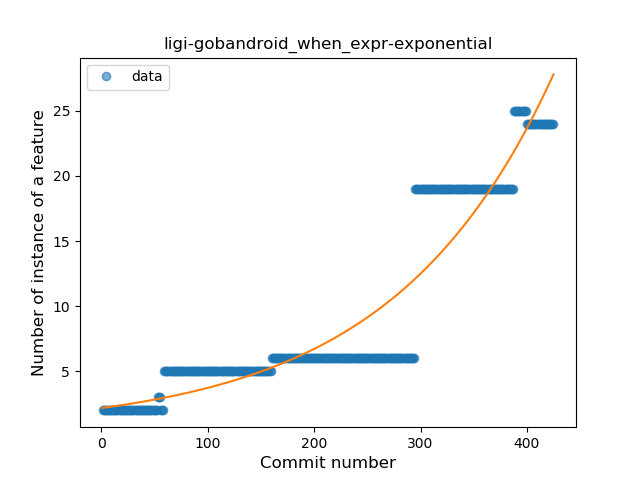 ligi-gobandroid_when_expr-exponential
data
Number of instance of a feature
25
20
15
10
5
0 100 200 300 400
Commit number